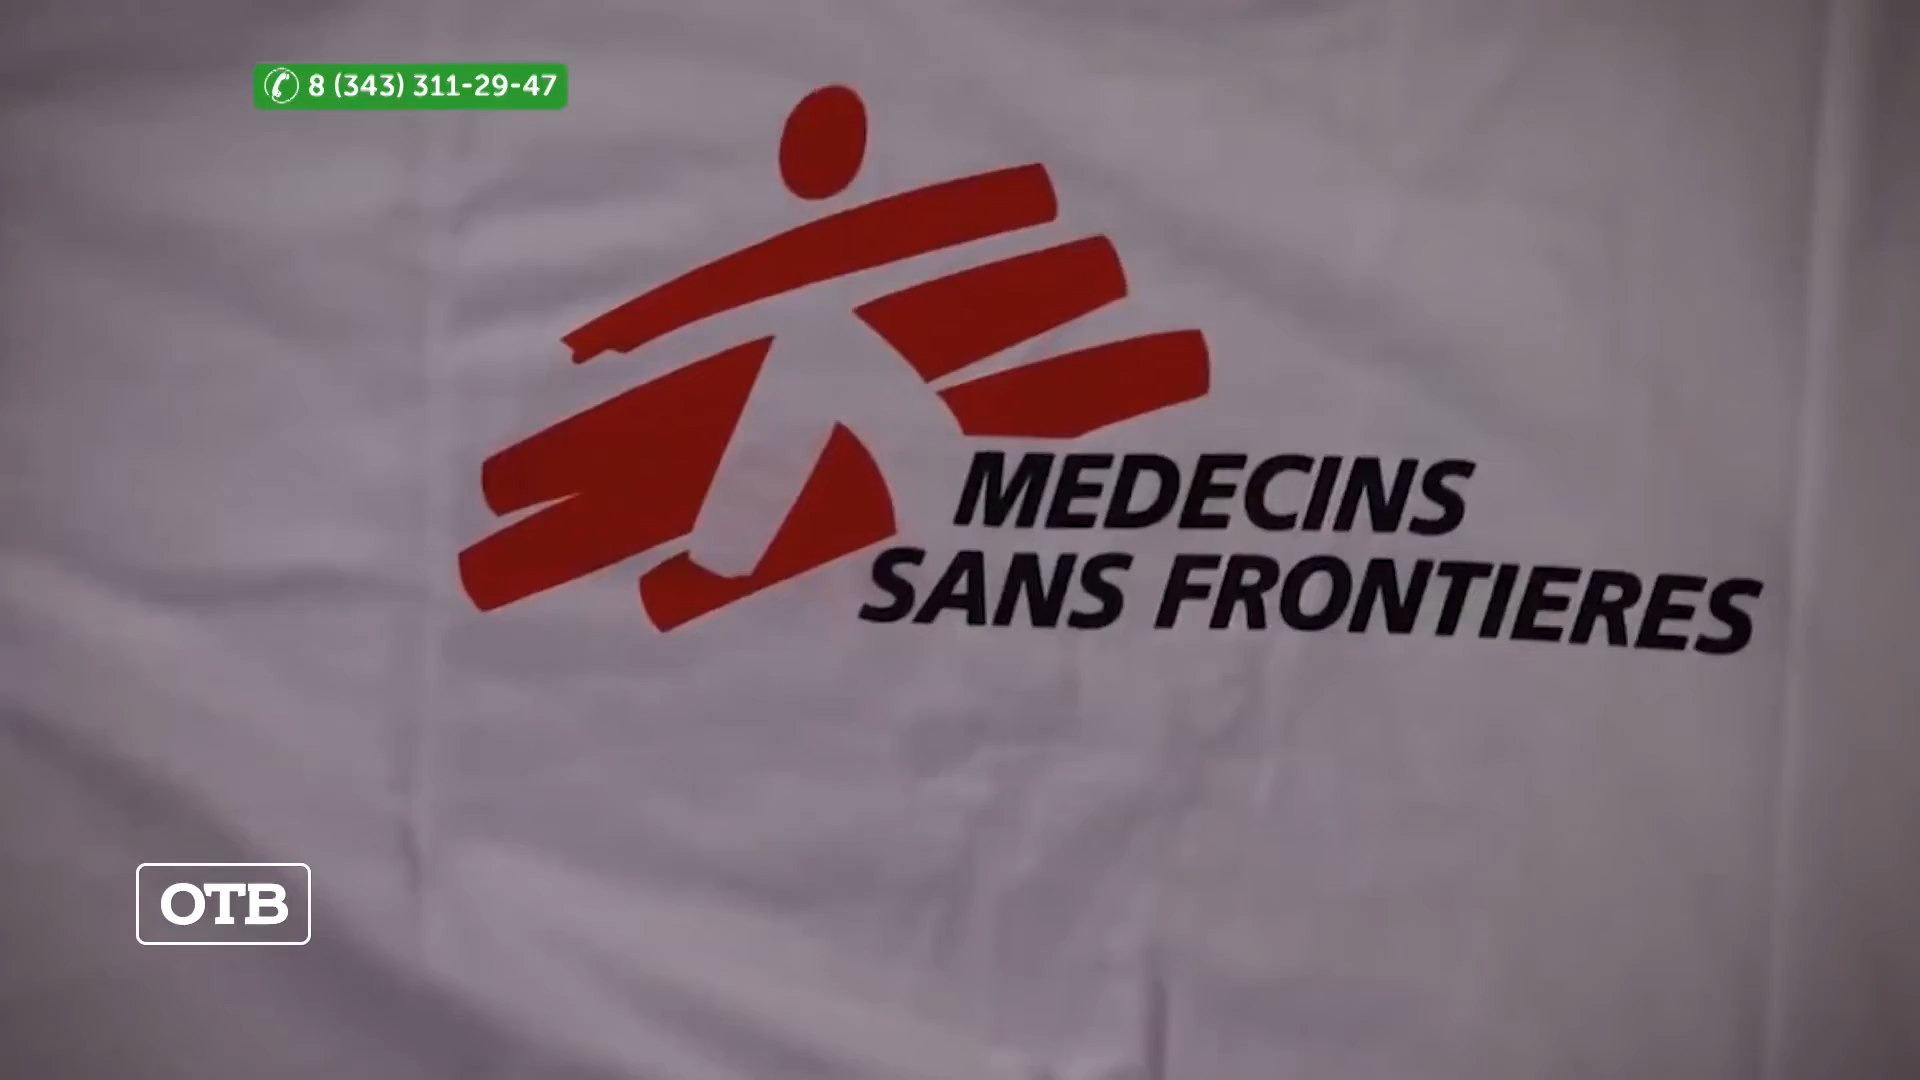 8 (343) 311-29-47
MEDECINS
SANS FRONTIERES
ОТВ